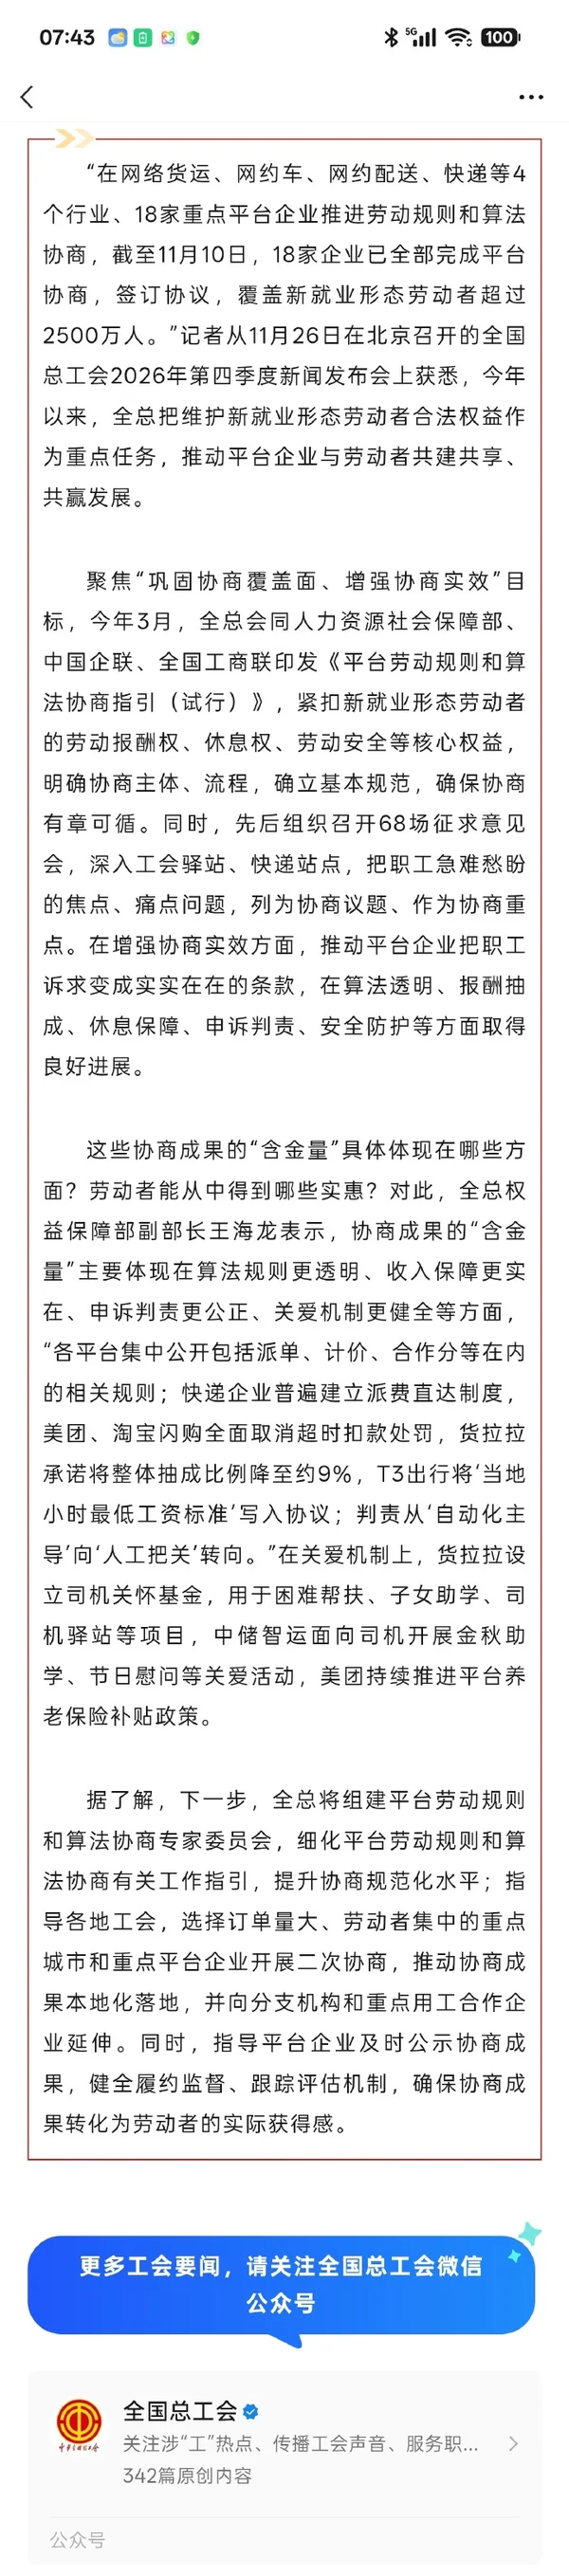 07:43
5G
100
“在网络货运、网约车、网约配送、快递等4
个行业、18家重点平台企业推进劳动规则和算法
协商，截至11月10日，18家企业已全部完成平台
协商，签订协议，覆盖新就业形态劳动者超过
2500万人。”记者从11月26日在北京召开的全国
总工会2026年第四季度新闻发布会上获悉，今年
以来，全总把维护新就业形态劳动者合法权益作
为重点任务，推动平台企业与劳动者共建共享、
共赢发展。
聚焦“巩固协商覆盖面、增强协商实效”目
标，今年3月，全总会同人力资源社会保障部、
中国企联、全国工商联印发《平台劳动规则和算
法协商指引（试行）》，紧扣新就业形态劳动者
的劳动报酬权、休息权、劳动安全等核心权益，
明确协商主体、流程，确立基本规范，确保协商
有章可循。同时，先后组织召开68场征求意见
会，深入工会驿站、快递站点，把职工急难愁盼
的焦点、痛点问题，列为协商议题、作为协商重
点。在增强协商实效方面，推动平台企业把职工
诉求变成实实在在的条款，在算法透明、报酬抽
成、休息保障、申诉判责、安全防护等方面取得
良好进展。
这些协商成果的“含金量”具体体现在哪些方
面？劳动者能从中得到哪些实惠？对此，全总权
益保障部副部长王海龙表示，协商成果的“含金
量”主要体现在算法规则更透明、收入保障更实
在、申诉判责更公正、关爱机制更健全等方面，
“各平台集中公开包括派单、计价、合作分等在内
的相关规则；快递企业普遍建立派费直达制度，
美团、淘宝闪购全面取消超时扣款处罚，货拉拉
承诺将整体抽成比例降至约9%，T3出行将‘当地
小时最低工资标准’写入协议；判责从‘自动化主
导’向‘人工把关’转向。”在关爱机制上，货拉拉设
立司机关怀基金，用于困难帮扶、子女助学、司
机驿站等项目，中储智运面向司机开展金秋助
学、节日慰问等关爱活动，美团持续推进平台养
老保险补贴政策。
据了解，下一步，全总将组建平台劳动规则
和算法协商专家委员会，细化平台劳动规则和算
法协商有关工作指引，提升协商规范化水平；指
导各地工会，选择订单量大、劳动者集中的重点
城市和重点平台企业开展二次协商，推动协商成
果本地化落地，并向分支机构和重点用工合作企
业延伸。同时，指导平台企业及时公示协商成
果，健全履约监督、跟踪评估机制，确保协商成
果转化为劳动者的实际获得感。
更多工会要闻，请关注全国总工会微信
公众号
全国总工会
关注涉“工”热点、传播工会声音、服务职...
342篇原创内容
公众号